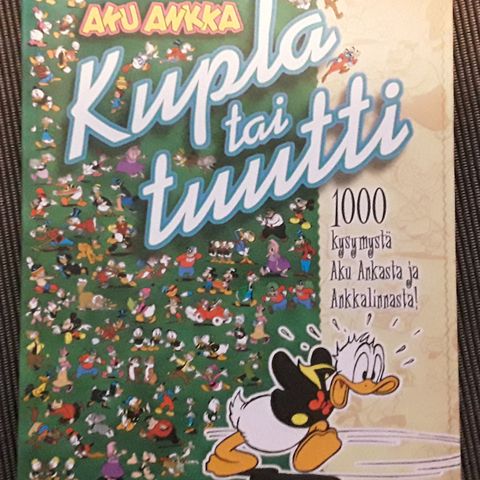 AKU ANKKA
Kupla
tai
tuutti
1000
kysymystä
Aku Ankasta ja
Ankkalinnasta!